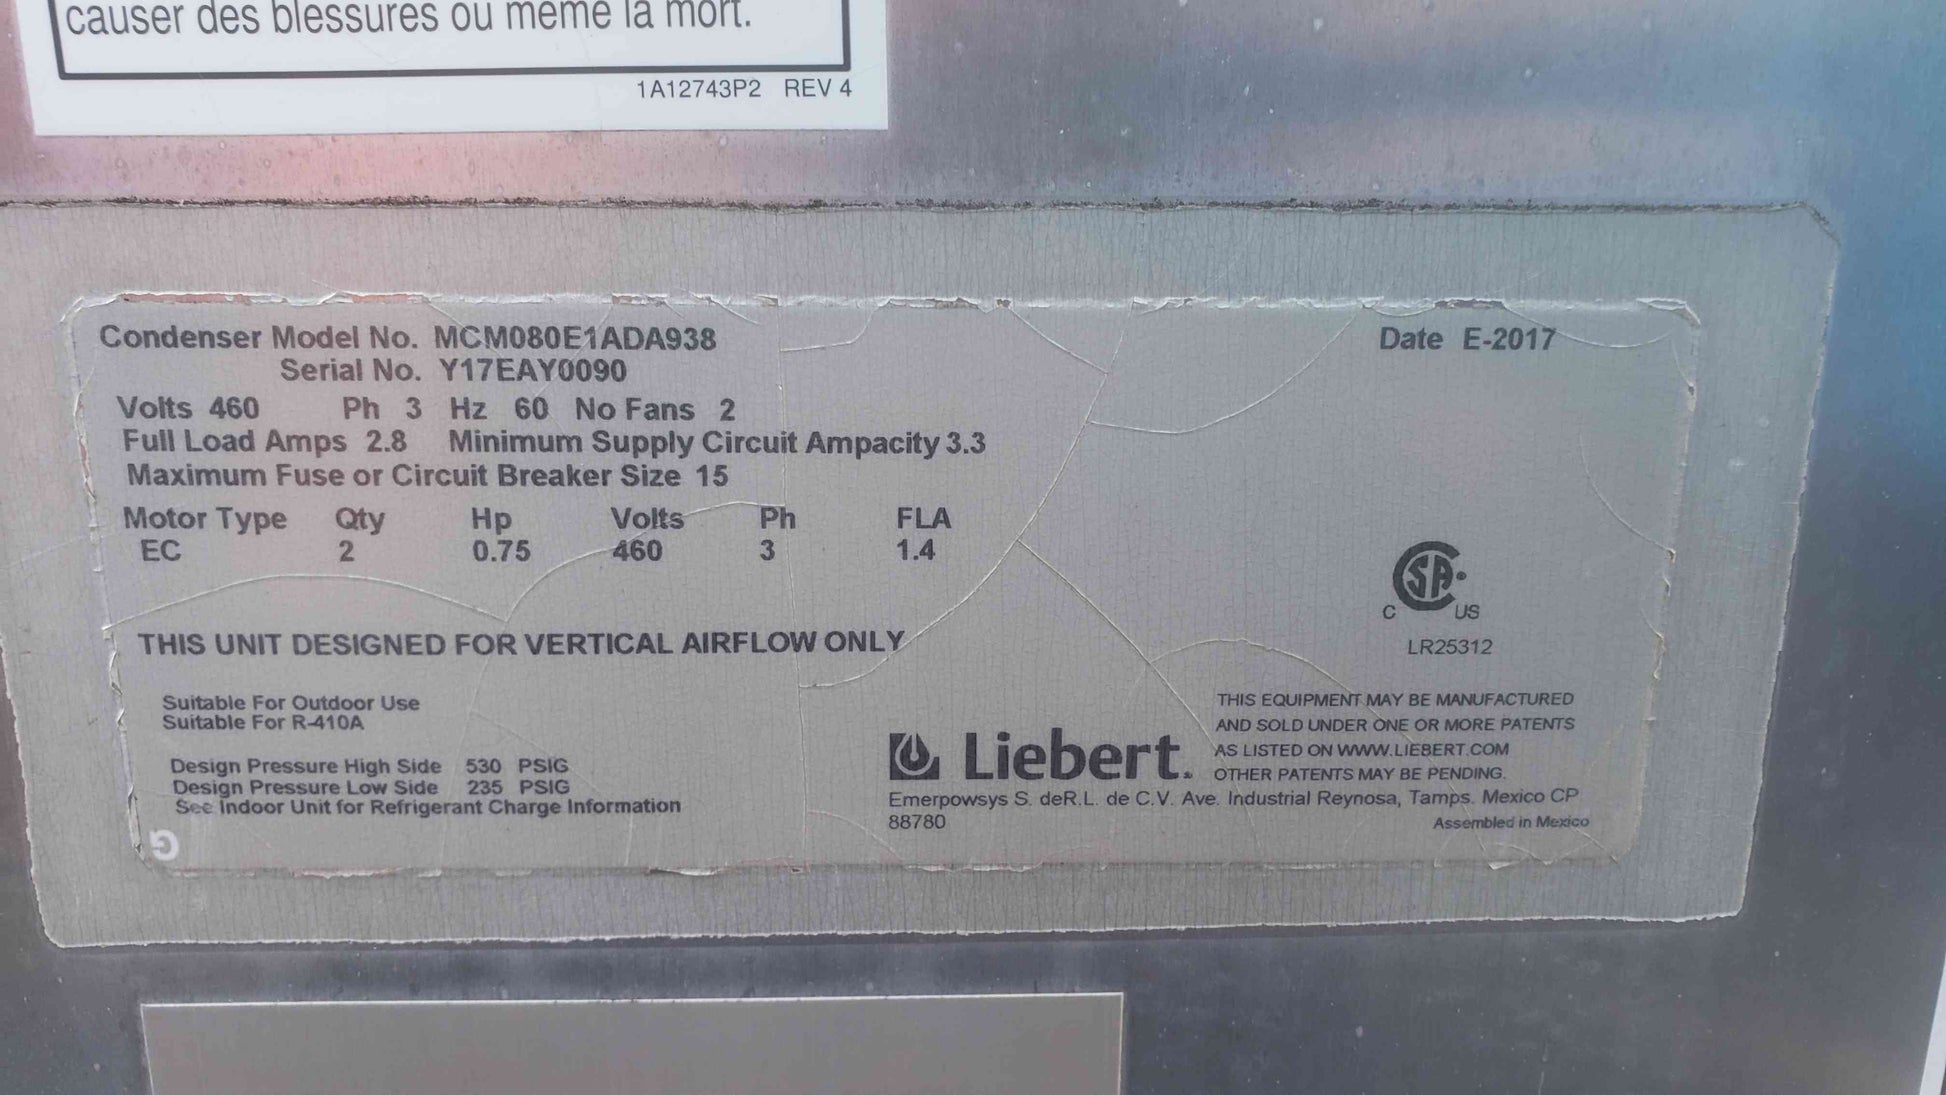 causer des blessures ou même la mort.
1A12743P2 REV 4
Condenser Model No. MCM080E1ADA938
Date E-2017
Serial No. Y17EAY0090
Volts 460 Ph 3 Hz 60 No Fans 2
Full Load Amps 2.8 Minimum Supply Circuit Ampacity 3.3
Maximum Fuse or Circuit Breaker Size 15
Motor Type Qty Hp Volts Ph FLA
EC 2 0.75 460 3 1.4
THIS UNIT DESIGNED FOR VERTICAL AIRFLOW ONLY
Suitable For Outdoor Use
Suitable For R-410A
Design Pressure High Side 530 PSIG
Design Pressure Low Side 235 PSIG
See Indoor Unit for Refrigerant Charge Information
G
CSA
C US
LR25312
THIS EQUIPMENT MAY BE MANUFACTURED
AND SOLD UNDER ONE OR MORE PATENTS
AS LISTED ON WWW.LIEBERT.COM
OTHER PATENTS MAY BE PENDING.
Liebert.
Emerpowsys S. deR.L. de C.V. Ave. Industrial Reynosa, Tamps. Mexico CP
88780
Assembled in Mexico